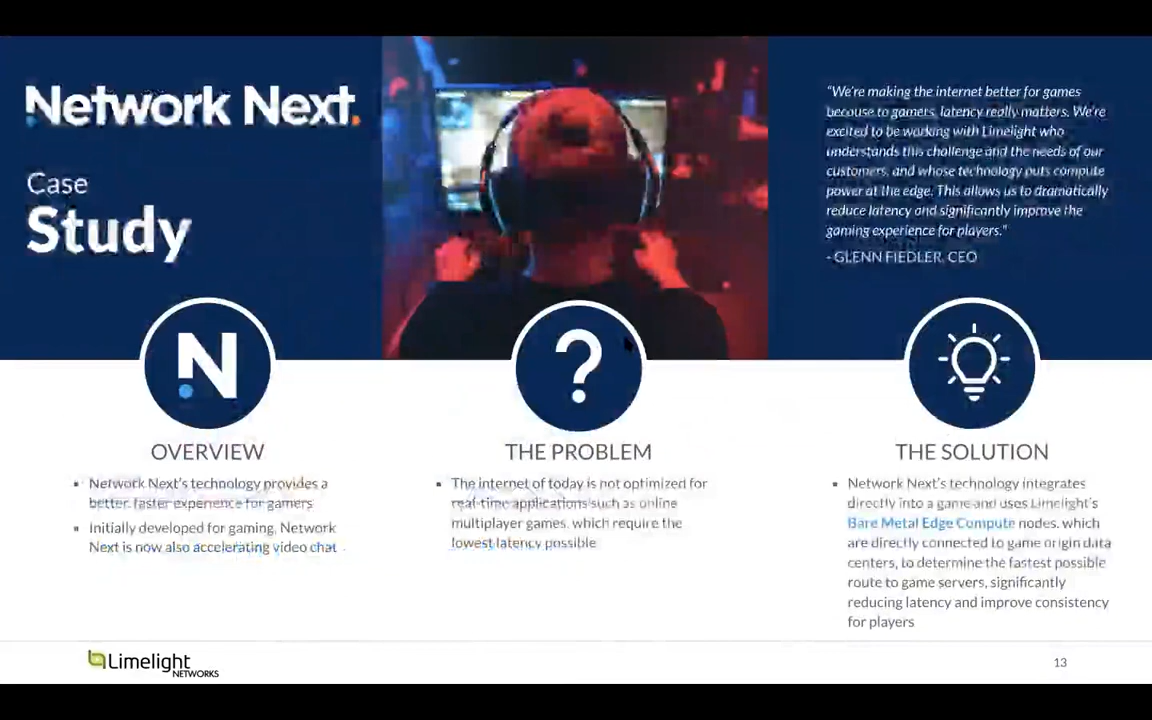 Network Next.
Case
Study
"We're making the internet better for games
because to gamers, latency really matters. We're
excited to be working with Limelight who
understands this challenge and the needs of our
customers, and whose technology puts compute
power at the edge. This allows us to dramatically
reduce latency and significantly improve the
gaming experience for players."
- GLENN FIEDLER, CEO
N
?
OVERVIEW
▪ Network Next's technology provides a
better, faster experience for gamers
▪ Initially developed for gaming, Network
Next is now also accelerating video chat
THE PROBLEM
▪ The internet of today is not optimized for
real-time applications such as online
multiplayer games, which require the
lowest latency possible
THE SOLUTION
▪ Network Next's technology integrates
directly into a game and uses Limelight's
Bare Metal Edge Compute nodes, which
are directly connected to game origin data
centers, to determine the fastest possible
route to game servers, significantly
reducing latency and improve consistency
for players
Limelight
NETWORKS
13